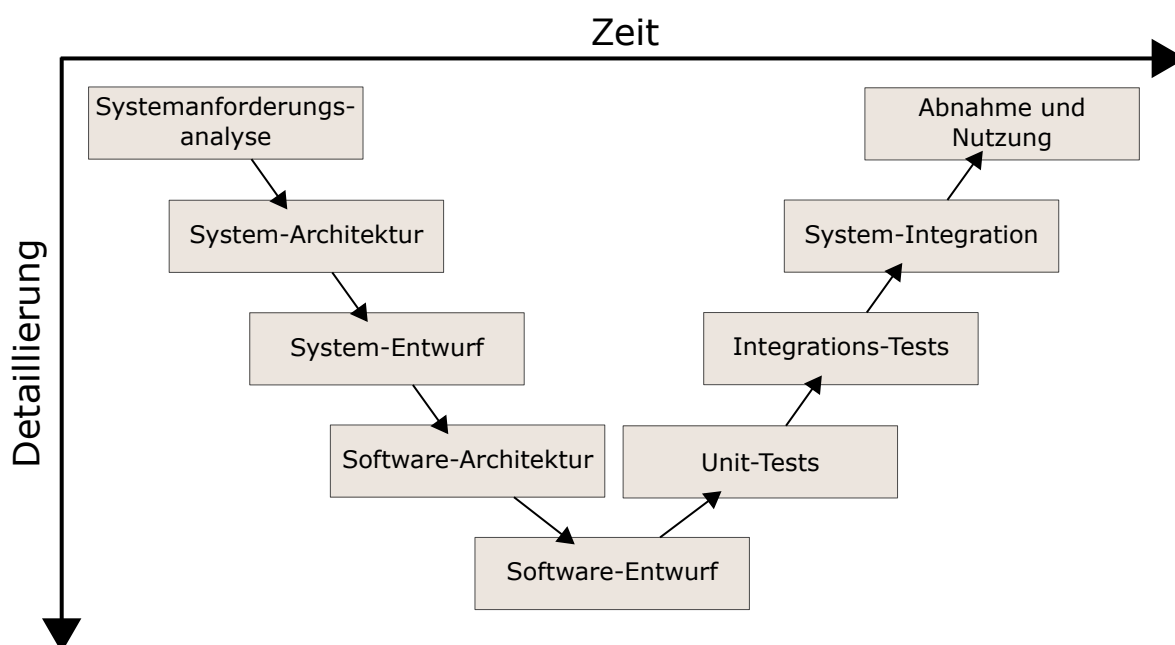 Zeit
Systemanforderungs-
analyse
Abnahme und
Nutzung
System-Architektur
System-Integration
Detaillierung
System-Entwurf
Integrations-Tests
Software-Architektur
Unit-Tests
Software-Entwurf